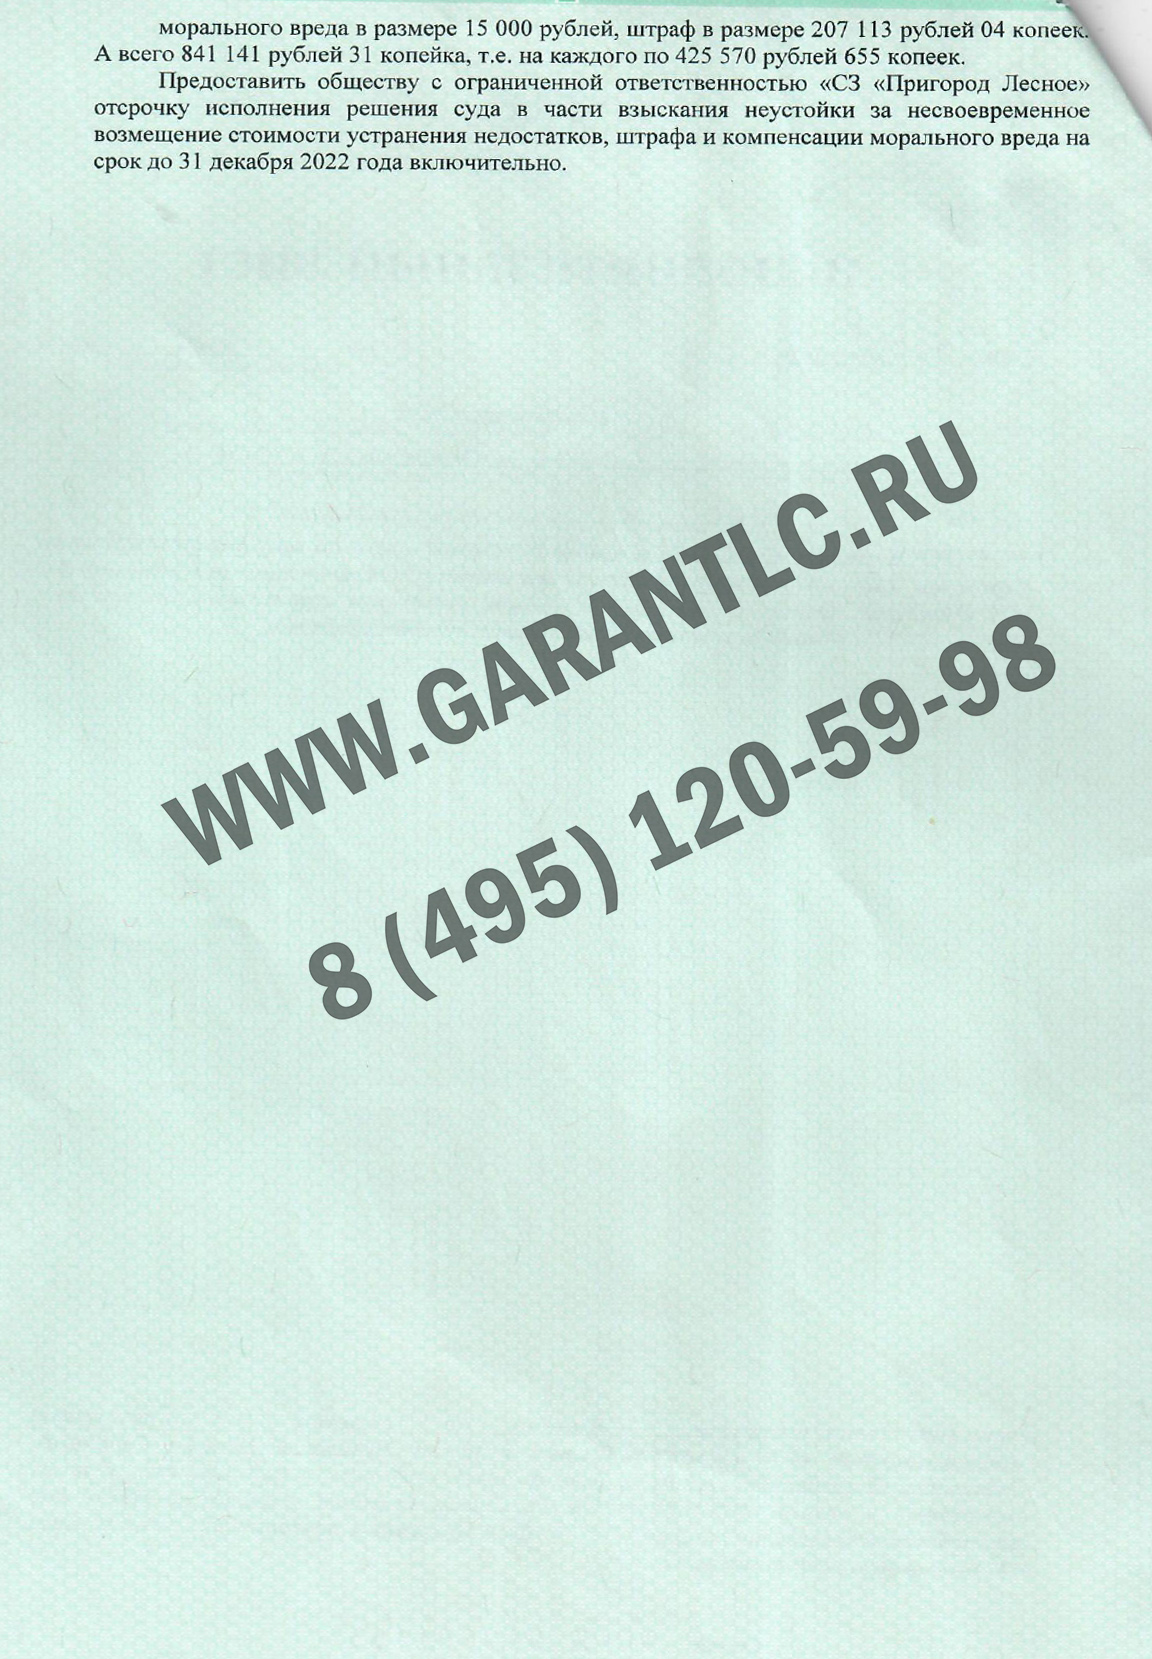 морального вреда в размере 15 000 рублей, штраф в размере 207 113 рублей 04 копеек.
А всего 841 141 рублей 31 копейка, т.е. на каждого по 425 570 рублей 655 копеек.
Предоставить обществу с ограниченной ответственностью «СЗ «Пригород Лесное»
отсрочку исполнения решения суда в части взыскания неустойки за несвоевременное
возмещение стоимости устранения недостатков, штрафа и компенсации морального вреда на
срок до 31 декабря 2022 года включительно.
WWW.GARANTLC.RU
8 (495) 120-59-98